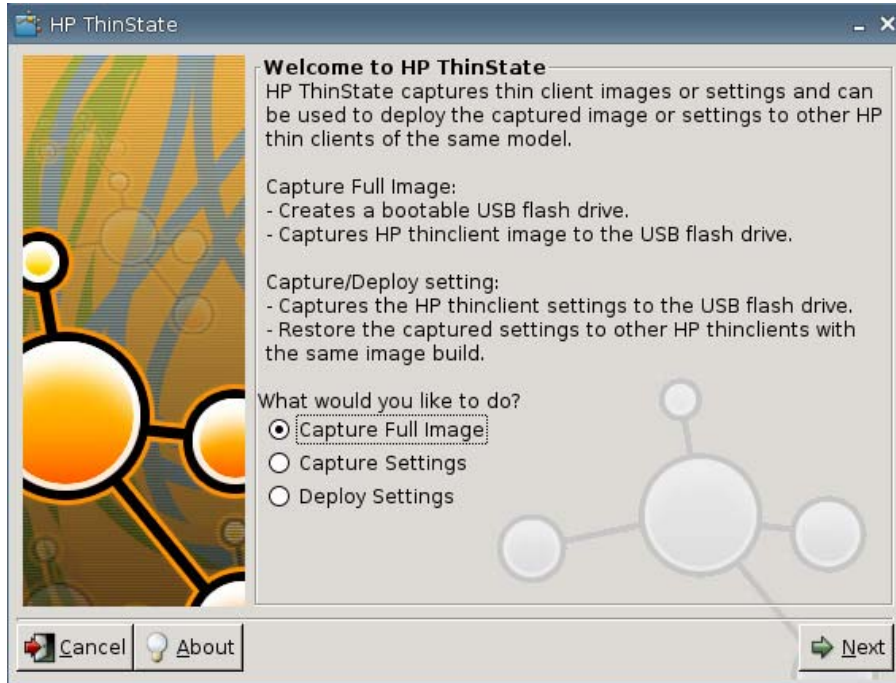 HP ThinState
Welcome to HP ThinState
HP ThinState captures thin client images or settings and can
be used to deploy the captured image or settings to other HP
thin clients of the same model.
Capture Full Image:
- Creates a bootable USB flash drive.
- Captures HP thinclient image to the USB flash drive.
Capture/Deploy setting:
- Captures the HP thinclient settings to the USB flash drive.
- Restore the captured settings to other HP thinclients with
the same image build.
What would you like to do?
Capture Full Image
Capture Settings
Deploy Settings
Cancel About Next